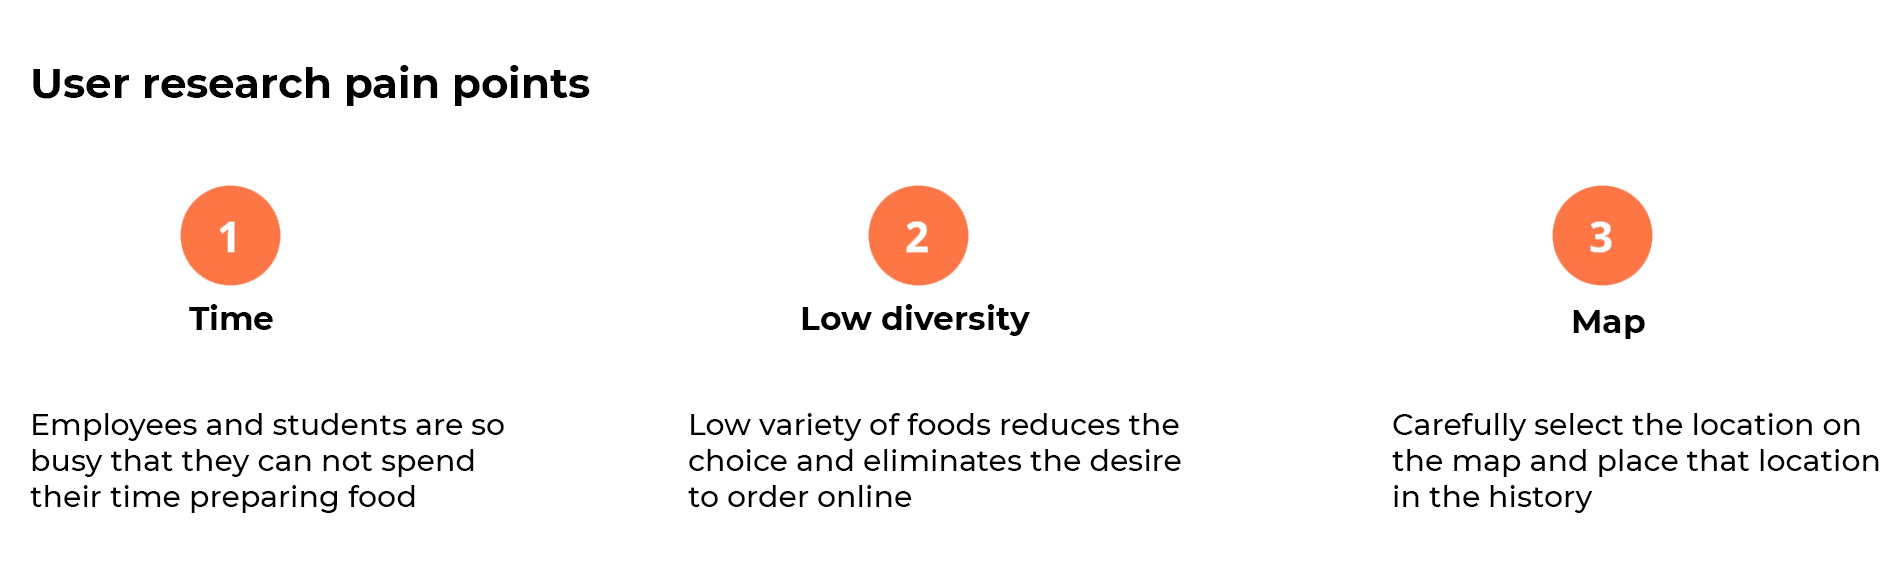 User research pain points
1
Time
Employees and students are so
busy that they can not spend
their time preparing food
2
Low diversity
Low variety of foods reduces the
choice and eliminates the desire
to order online
3
Map
Carefully select the location on
the map and place that location
in the history